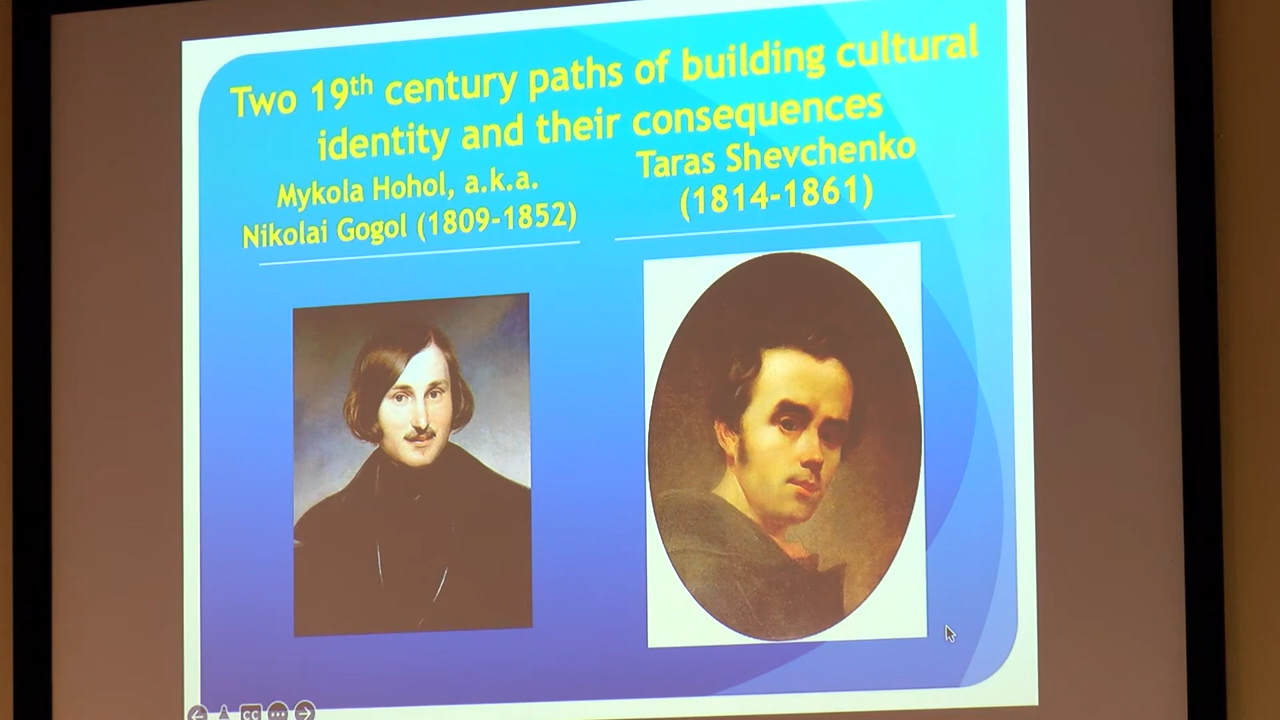 Two 19th century paths of building cultural
identity and their consequences
Mykola Hohol, a.k.a.
Nikolai Gogol (1809-1852)
Taras Shevchenko
(1814-1861)
CC